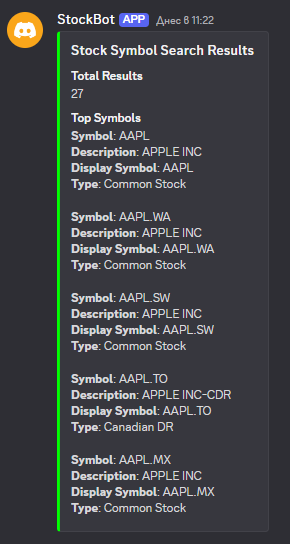 StockBot APP Днес в 11:22
Stock Symbol Search Results
Total Results
27
Top Symbols
Symbol: AAPL
Description: APPLE INC
Display Symbol: AAPL
Type: Common Stock
Symbol: AAPL.WA
Description: APPLE INC
Display Symbol: AAPL.WA
Type: Common Stock
Symbol: AAPL.SW
Description: APPLE INC
Display Symbol: AAPL.SW
Type: Common Stock
Symbol: AAPL.TO
Description: APPLE INC-CDR
Display Symbol: AAPL.TO
Type: Canadian DR
Symbol: AAPL.MX
Description: APPLE INC
Display Symbol: AAPL.MX
Type: Common Stock